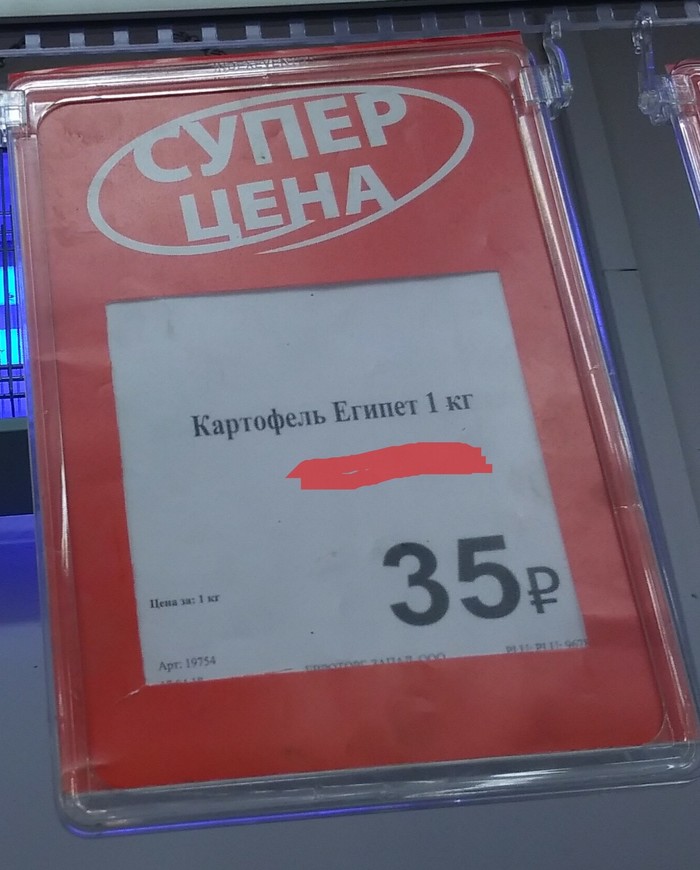 СУПЕР
ЦЕНА
Картофель Египет 1 кг
35₽
Цена за: 1 кг
Арт: 19754